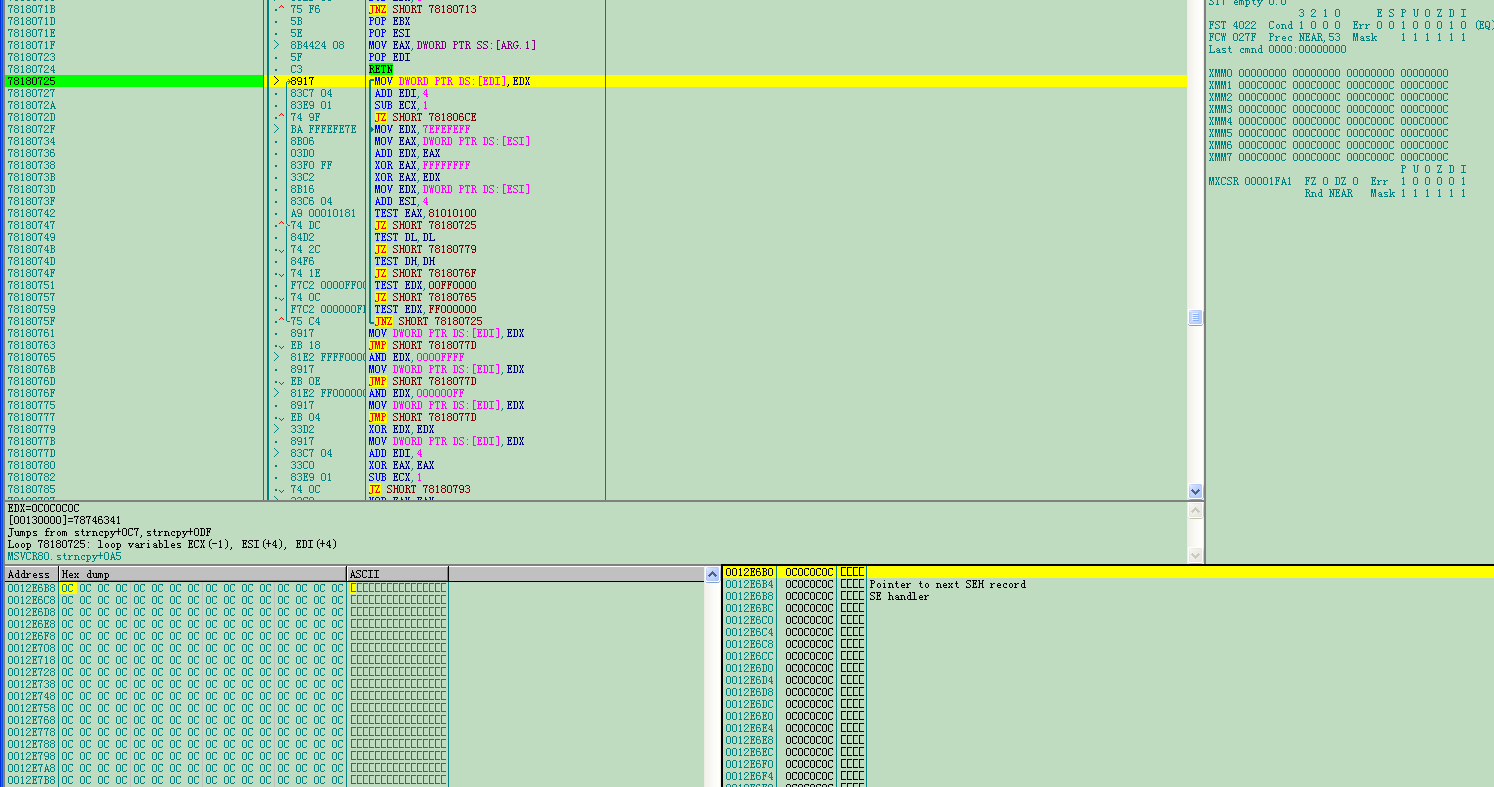 7818071B 75 F6 JNZ SHORT 78180713
7818071D 5B POP EBX
7818071E 5E POP ESI
7818071F 8B4424 08 MOV EAX,DWORD PTR SS:[ARG.1]
78180723 5F POP EDI
78180724 C3 RETN
78180725 8917 MOV DWORD PTR DS:[EDI],EDX
78180727 83C7 04 ADD EDI,4
7818072A 83E9 01 SUB ECX,1
7818072D 74 9F JZ SHORT 781806CE
7818072F BA FFFEFE7E MOV EDX,7EFEFEFF
78180734 8B06 MOV EAX,DWORD PTR DS:[ESI]
78180736 03D0 ADD EDX,EAX
78180738 83F0 FF XOR EAX,FFFFFFFF
7818073B 33C2 XOR EAX,EDX
7818073D 8B16 MOV EDX,DWORD PTR DS:[ESI]
7818073F 83C6 04 ADD ESI,4
78180742 A9 00010181 TEST EAX,81010100
78180747 74 DC JZ SHORT 78180725
78180749 84D2 TEST DL,DL
7818074B 74 2C JZ SHORT 78180779
7818074D 84F6 TEST DH,DH
7818074F 74 1E JZ SHORT 7818076F
78180751 F7C2 0000FF00 TEST EDX,00FF0000
78180757 74 0C JZ SHORT 78180765
78180759 F7C2 000000F TEST EDX,FF000000
7818075F 75 C4 JNZ SHORT 78180725
78180761 8917 MOV DWORD PTR DS:[EDI],EDX
78180763 EB 18 JMP SHORT 7818077D
78180765 81E2 FFFF0000 AND EDX,0000FFFF
7818076B 8917 MOV DWORD PTR DS:[EDI],EDX
7818076D EB 0E JMP SHORT 7818077D
7818076F 81E2 FF000000 AND EDX,000000FF
78180775 8917 MOV DWORD PTR DS:[EDI],EDX
78180777 EB 04 JMP SHORT 7818077D
78180779 33D2 XOR EDX,EDX
7818077B 8917 MOV DWORD PTR DS:[EDI],EDX
7818077D 83C7 04 ADD EDI,4
78180780 33C0 XOR EAX,EAX
78180782 83E9 01 SUB ECX,1
78180785 74 0C JZ SHORT 78180793
ST7 empty 0.0
3 2 1 0 E S P U O Z D I
FST 4022 Cond 1 0 0 0 Err 0 0 1 0 0 0 1 0 (EQ)
FCW 027F Prec NEAR,53 Mask 1 1 1 1 1 1
Last cmnd 0000:00000000
XMM0 00000000 00000000 00000000 00000000
XMM1 000C000C 000C000C 000C000C 000C000C
XMM2 000C000C 000C000C 000C000C 000C000C
XMM3 000C000C 000C000C 000C000C 000C000C
XMM4 000C000C 000C000C 000C000C 000C000C
XMM5 000C000C 000C000C 000C000C 000C000C
XMM6 000C000C 000C000C 000C000C 000C000C
XMM7 000C000C 000C000C 000C000C 000C000C
P U O Z D I
MXCSR 00001FA1 FZ 0 DZ 0 Err 1 0 0 0 0 1
Rnd NEAR Mask 1 1 1 1 1 1
EDX=0C0C0C0C
[00130000]=78746341
Jumps from strncpy+0C7, strncpy+0DF
Loop 78180725: loop variables ECX(-1), ESI(+4), EDI(+4)
MSVCR80.strncpy+0A5
Address Hex dump ASCII
0012E6B8 0C 0C 0C 0C 0C 0C 0C 0C 0C 0C 0C 0C 0C 0C 0C 0C
0012E6C8 0C 0C 0C 0C 0C 0C 0C 0C 0C 0C 0C 0C 0C 0C 0C 0C
0012E6D8 0C 0C 0C 0C 0C 0C 0C 0C 0C 0C 0C 0C 0C 0C 0C 0C
0012E6E8 0C 0C 0C 0C 0C 0C 0C 0C 0C 0C 0C 0C 0C 0C 0C 0C
0012E6F8 0C 0C 0C 0C 0C 0C 0C 0C 0C 0C 0C 0C 0C 0C 0C 0C
0012E708 0C 0C 0C 0C 0C 0C 0C 0C 0C 0C 0C 0C 0C 0C 0C 0C
0012E718 0C 0C 0C 0C 0C 0C 0C 0C 0C 0C 0C 0C 0C 0C 0C 0C
0012E728 0C 0C 0C 0C 0C 0C 0C 0C 0C 0C 0C 0C 0C 0C 0C 0C
0012E738 0C 0C 0C 0C 0C 0C 0C 0C 0C 0C 0C 0C 0C 0C 0C 0C
0012E748 0C 0C 0C 0C 0C 0C 0C 0C 0C 0C 0C 0C 0C 0C 0C 0C
0012E758 0C 0C 0C 0C 0C 0C 0C 0C 0C 0C 0C 0C 0C 0C 0C 0C
0012E768 0C 0C 0C 0C 0C 0C 0C 0C 0C 0C 0C 0C 0C 0C 0C 0C
0012E778 0C 0C 0C 0C 0C 0C 0C 0C 0C 0C 0C 0C 0C 0C 0C 0C
0012E788 0C 0C 0C 0C 0C 0C 0C 0C 0C 0C 0C 0C 0C 0C 0C 0C
0012E798 0C 0C 0C 0C 0C 0C 0C 0C 0C 0C 0C 0C 0C 0C 0C 0C
0012E7A8 0C 0C 0C 0C 0C 0C 0C 0C 0C 0C 0C 0C 0C 0C 0C 0C
0012E7B8 0C 0C 0C 0C 0C 0C 0C 0C 0C 0C 0C 0C 0C 0C 0C 0C
0012E6B0 0C0C0C0C
0012E6B4 0C0C0C0C Pointer to next SEH record
0012E6B8 0C0C0C0C SE handler
0012E6BC 0C0C0C0C
0012E6C0 0C0C0C0C
0012E6C4 0C0C0C0C
0012E6C8 0C0C0C0C
0012E6CC 0C0C0C0C
0012E6D0 0C0C0C0C
0012E6D4 0C0C0C0C
0012E6D8 0C0C0C0C
0012E6DC 0C0C0C0C
0012E6E0 0C0C0C0C
0012E6E4 0C0C0C0C
0012E6E8 0C0C0C0C
0012E6EC 0C0C0C0C
0012E6F0 0C0C0C0C
0012E6F4 0C0C0C0C